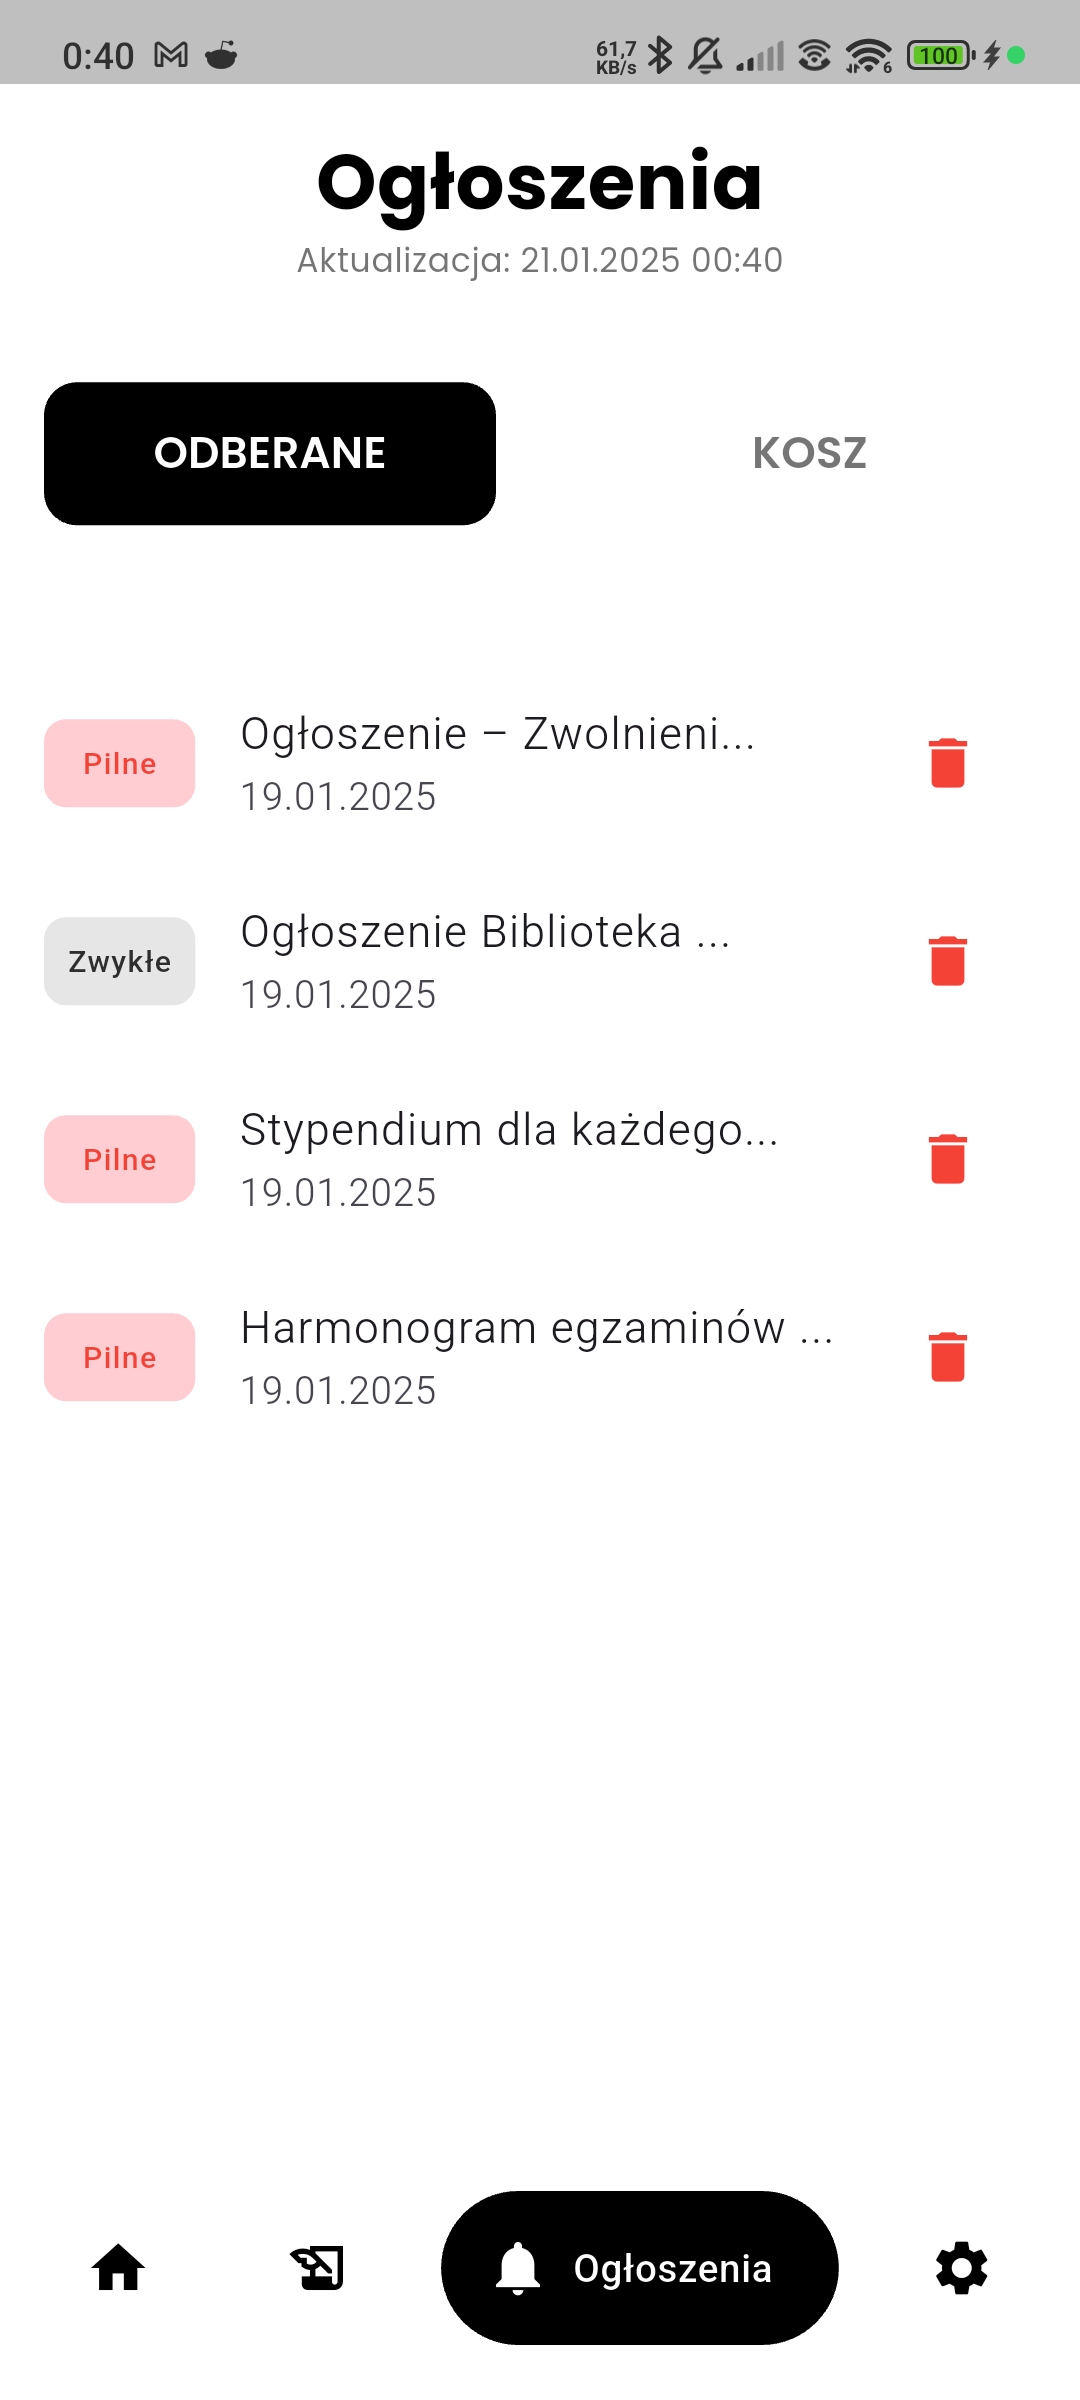 0:40
61,7
KB/s
6
100
Ogłoszenia
Aktualizacja: 21.01.2025 00:40
ODBERANE
KOSZ
Pilne
Ogłoszenie – Zwolnieni...
19.01.2025
Zwykłe
Ogłoszenie Biblioteka ...
19.01.2025
Pilne
Stypendium dla każdego...
19.01.2025
Pilne
Harmonogram egzaminów ...
19.01.2025
Ogłoszenia